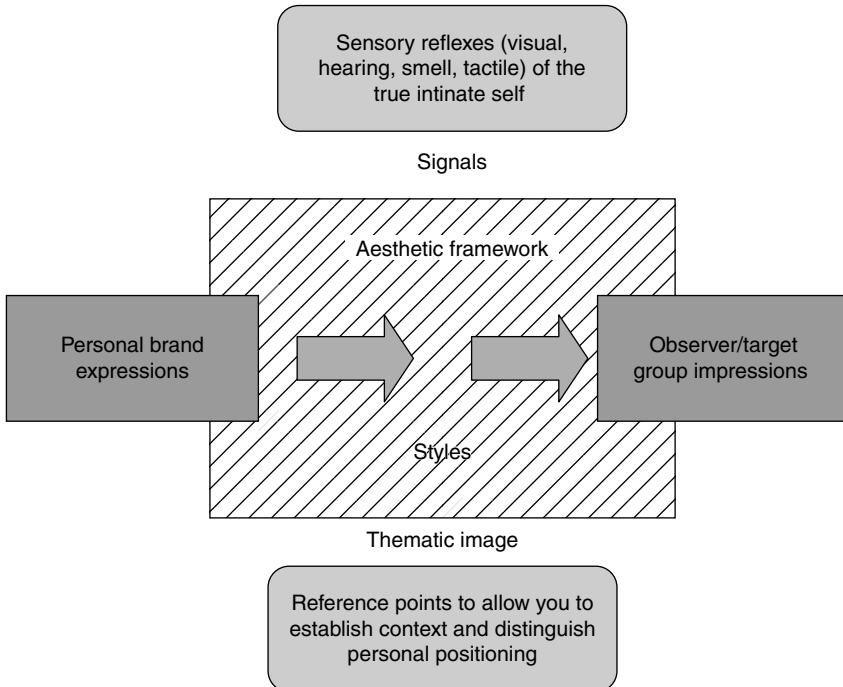 Sensory reflexes (visual,
hearing, smell, tactile) of the
true intinate self
Signals
Aesthetic framework
Personal brand
expressions
Observer/target
group impressions
Styles
Thematic image
Reference points to allow you to
establish context and distinguish
personal positioning